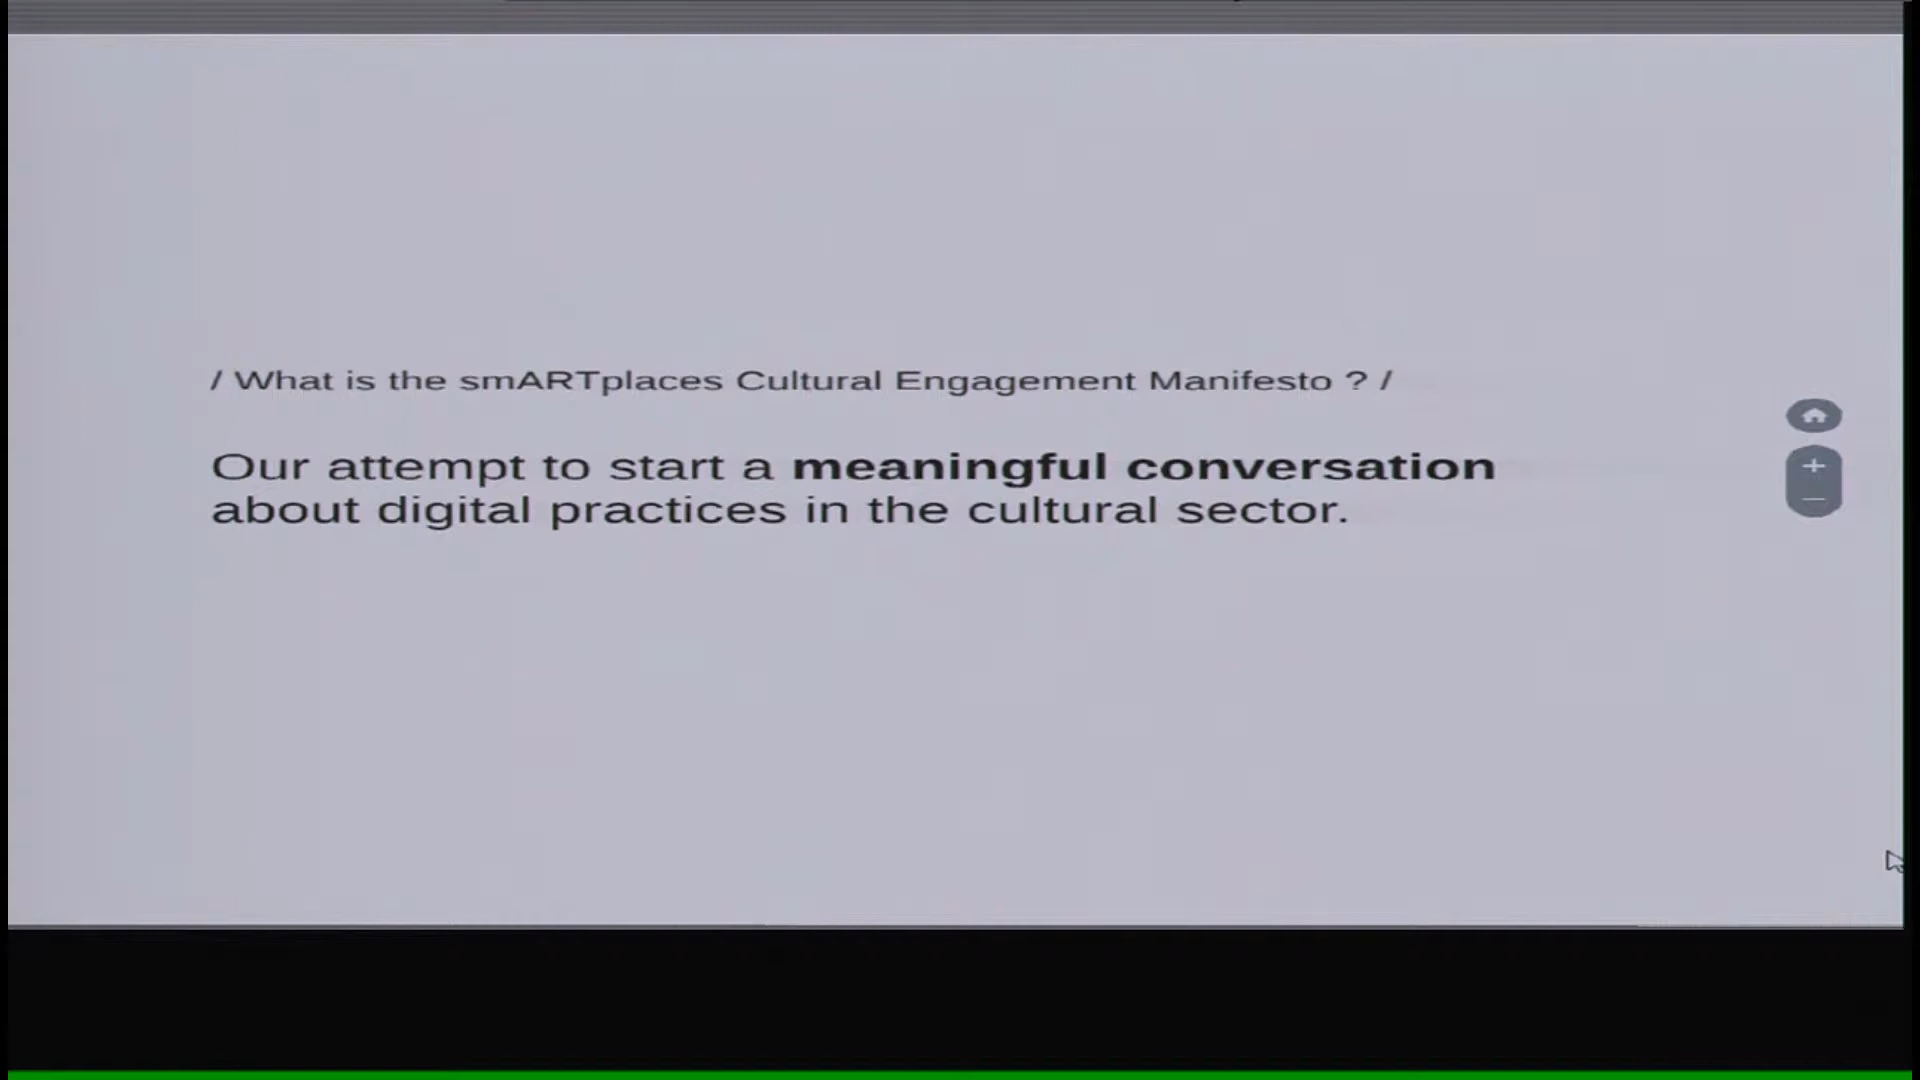 / What is the smARTplaces Cultural Engagement Manifesto ? /
Our attempt to start a meaningful conversation
about digital practices in the cultural sector.